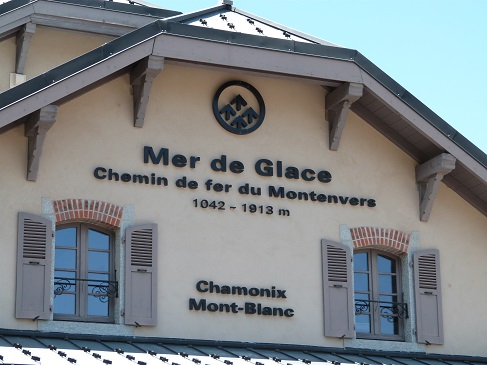 Mer de Glace
Chemin de fer du Montenvers
1042 - 1913 m
Chamonix
Mont-Blanc